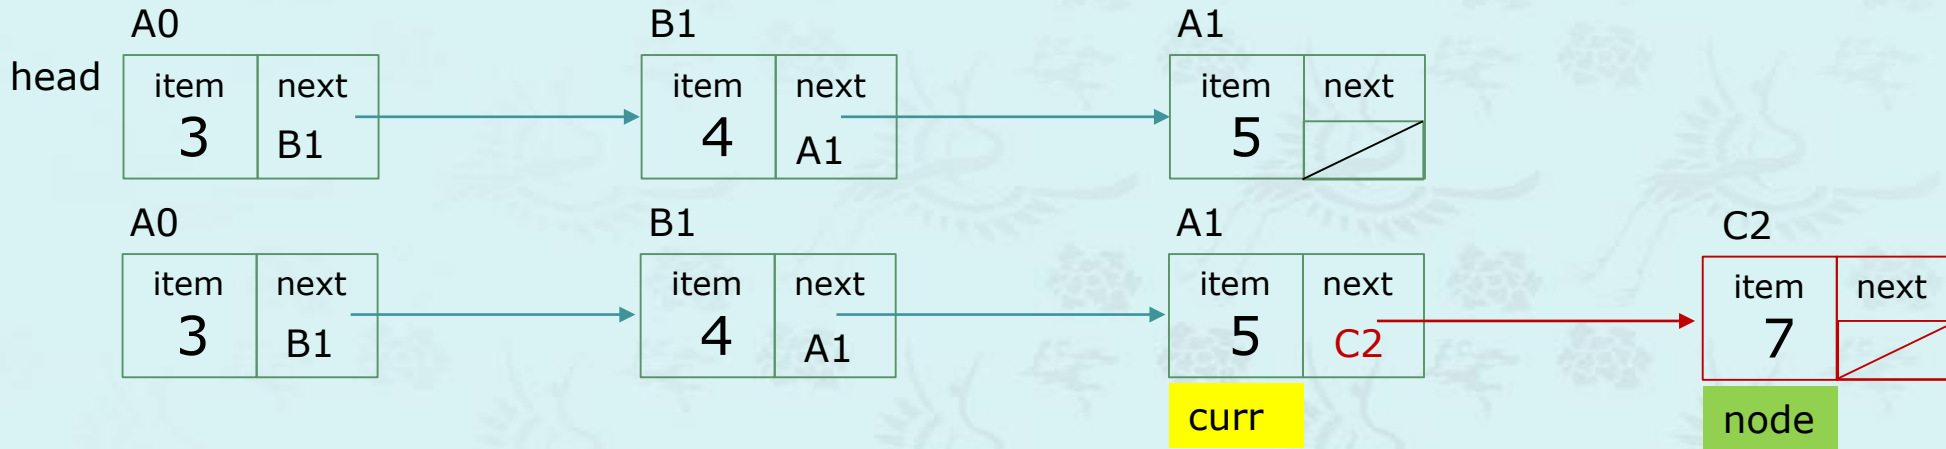 A0 B1 A1
head item next item next item next
3 B1 4 A1 5
A0 B1 A1 C2
item next item next item next item next
3 B1 4 A1 5 C2 7
curr node